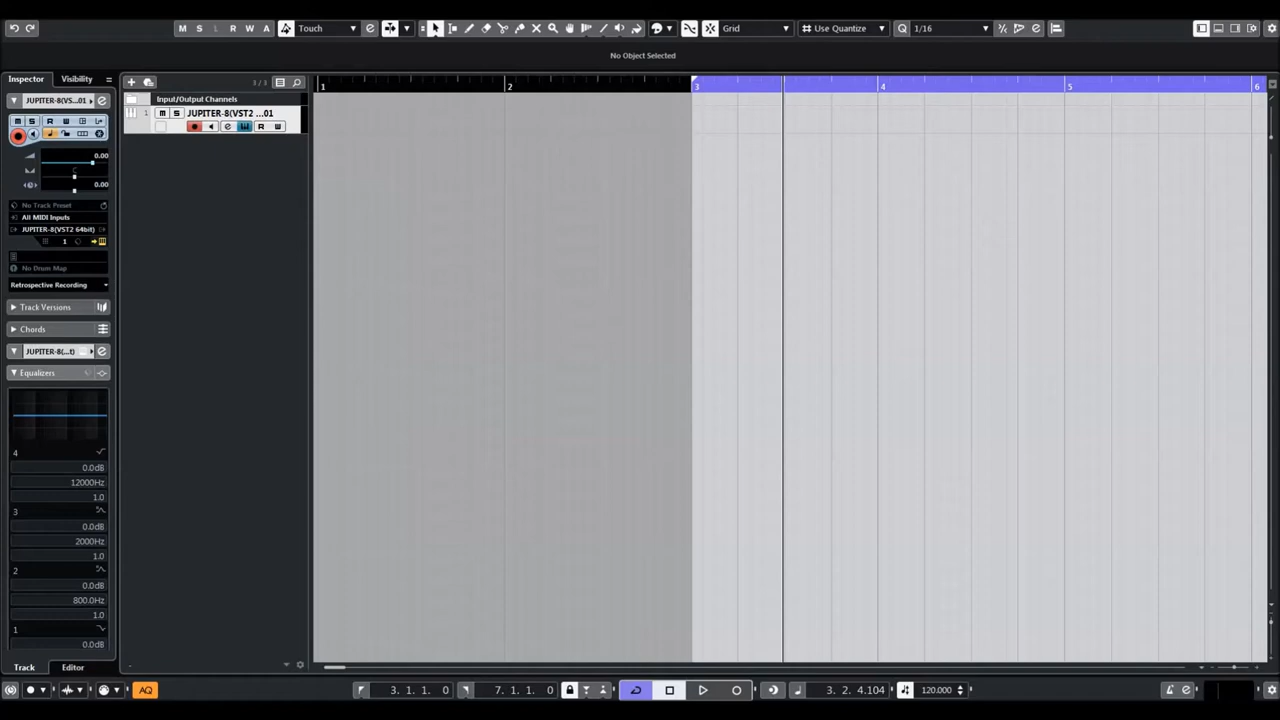 M S L R W A Touch Grid Use Quantize Q 1/16
No Object Selected
Inspector Visibility
3 / 3
1 2 3 4 5 6
JUPITER-8(VS...01
Input/Output Channels
1 M S JUPITER-8(VST2 ...01
R W
M S R W
0.00
C
0.00
No Track Preset
All MIDI Inputs
JUPITER-8(VST2 64bit)
1
No Drum Map
Retrospective Recording
Track Versions
Chords
JUPITER-8(...t)
Equalizers
4
0.0dB
12000Hz
1.0
3
0.0dB
2000Hz
1.0
2
0.0dB
800.0Hz
1.0
1
0.0dB
Track Editor
AQ 3. 1. 1. 0 7. 1. 1. 0 3. 2. 4.104 120.000